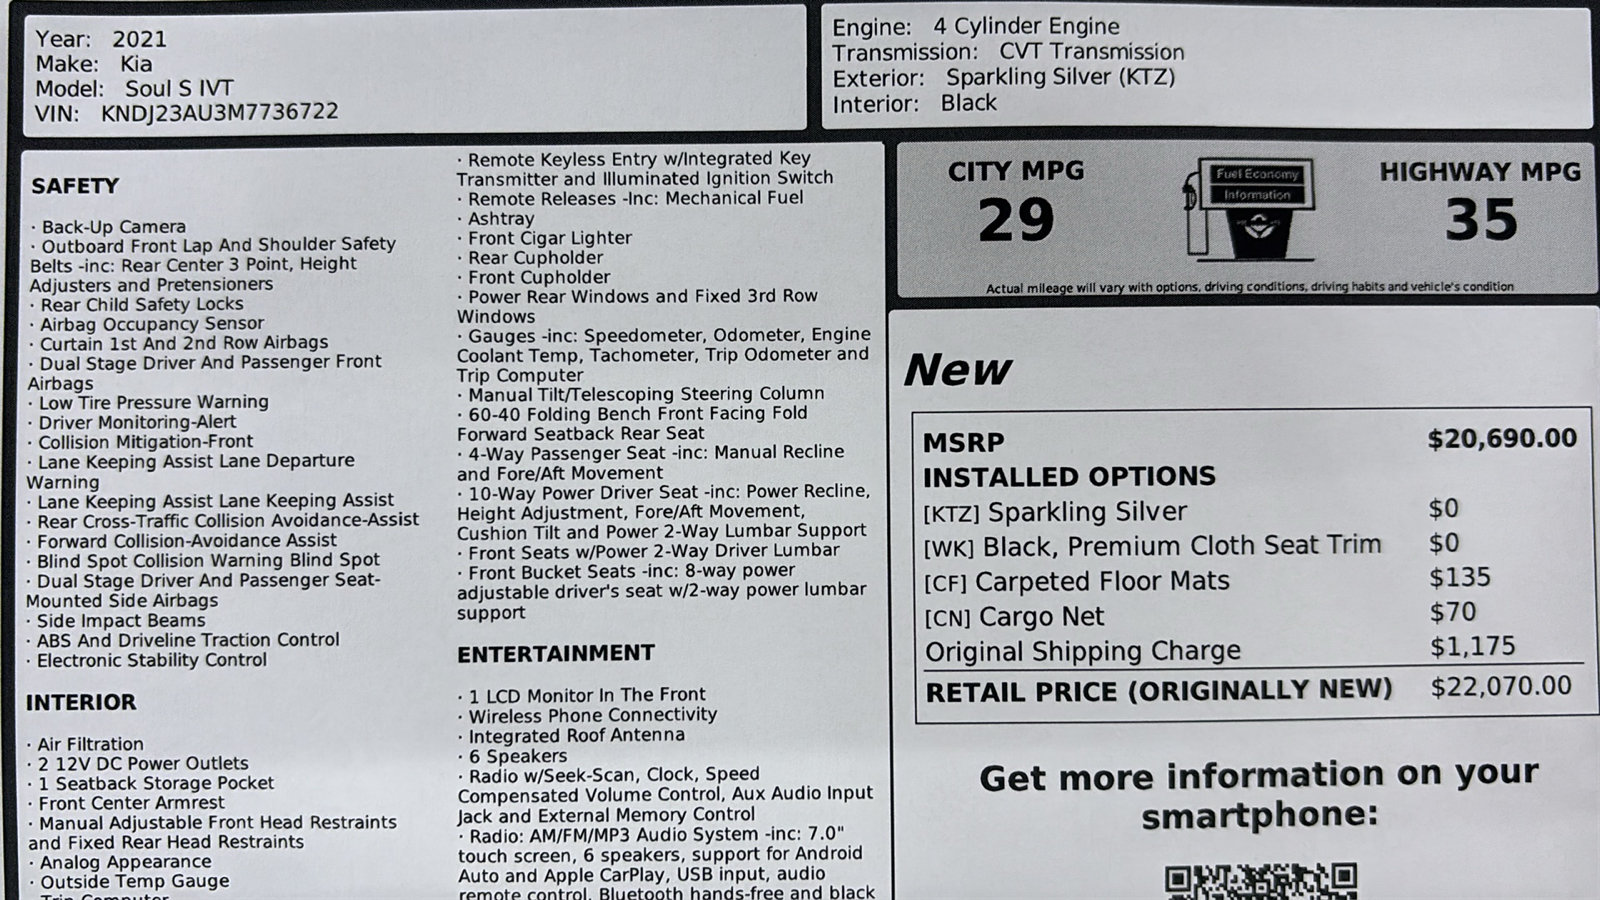 Year: 2021
Make: Kia
Model: Soul S IVT
VIN: KNDJ23AU3M7736722
Engine: 4 Cylinder Engine
Transmission: CVT Transmission
Exterior: Sparkling Silver (KTZ)
Interior: Black
SAFETY
· Back-Up Camera
· Outboard Front Lap And Shoulder Safety
Belts -inc: Rear Center 3 Point, Height
Adjusters and Pretensioners
· Rear Child Safety Locks
· Airbag Occupancy Sensor
· Curtain 1st And 2nd Row Airbags
· Dual Stage Driver And Passenger Front
Airbags
· Low Tire Pressure Warning
· Driver Monitoring-Alert
· Collision Mitigation-Front
· Lane Keeping Assist Lane Departure
Warning
· Lane Keeping Assist Lane Keeping Assist
· Rear Cross-Traffic Collision Avoidance-Assist
· Forward Collision-Avoidance Assist
· Blind Spot Collision Warning Blind Spot
· Dual Stage Driver And Passenger Seat-
Mounted Side Airbags
· Side Impact Beams
· ABS And Driveline Traction Control
· Electronic Stability Control
INTERIOR
· Air Filtration
· 2 12V DC Power Outlets
· 1 Seatback Storage Pocket
· Front Center Armrest
· Manual Adjustable Front Head Restraints
and Fixed Rear Head Restraints
· Analog Appearance
· Outside Temp Gauge
· Trip Computer
· Remote Keyless Entry w/Integrated Key
Transmitter and Illuminated Ignition Switch
· Remote Releases -Inc: Mechanical Fuel
· Ashtray
· Front Cigar Lighter
· Rear Cupholder
· Front Cupholder
· Power Rear Windows and Fixed 3rd Row
Windows
· Gauges -inc: Speedometer, Odometer, Engine
Coolant Temp, Tachometer, Trip Odometer and
Trip Computer
· Manual Tilt/Telescoping Steering Column
· 60-40 Folding Bench Front Facing Fold
Forward Seatback Rear Seat
· 4-Way Passenger Seat -inc: Manual Recline
and Fore/Aft Movement
· 10-Way Power Driver Seat -inc: Power Recline,
Height Adjustment, Fore/Aft Movement,
Cushion Tilt and Power 2-Way Lumbar Support
· Front Seats w/Power 2-Way Driver Lumbar
· Front Bucket Seats -inc: 8-way power
adjustable driver's seat w/2-way power lumbar
support
ENTERTAINMENT
· 1 LCD Monitor In The Front
· Wireless Phone Connectivity
· Integrated Roof Antenna
· 6 Speakers
· Radio w/Seek-Scan, Clock, Speed
Compensated Volume Control, Aux Audio Input
Jack and External Memory Control
· Radio: AM/FM/MP3 Audio System -inc: 7.0"
touch screen, 6 speakers, support for Android
Auto and Apple CarPlay, USB input, audio
remote control, Bluetooth hands-free and black
CITY MPG
29
Fuel Economy
Information
HIGHWAY MPG
35
Actual mileage will vary with options, driving conditions, driving habits and vehicle's condition
New
MSRP $20,690.00
INSTALLED OPTIONS
[KTZ] Sparkling Silver $0
[WK] Black, Premium Cloth Seat Trim $0
[CF] Carpeted Floor Mats $135
[CN] Cargo Net $70
Original Shipping Charge $1,175
RETAIL PRICE (ORIGINALLY NEW) $22,070.00
Get more information on your
smartphone: